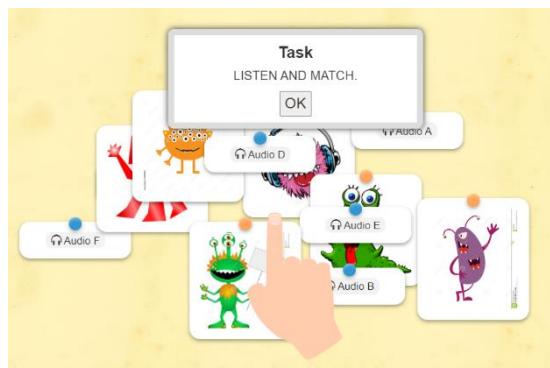 Task
LISTEN AND MATCH.
OK
Audio A
Audio D
Audio F
Audio E
Audio B